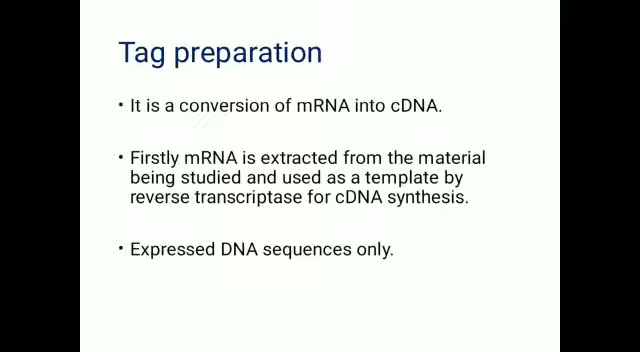 Tag preparation
• It is a conversion of mRNA into cDNA.
• Firstly mRNA is extracted from the material
being studied and used as a template by
reverse transcriptase for cDNA synthesis.
• Expressed DNA sequences only.